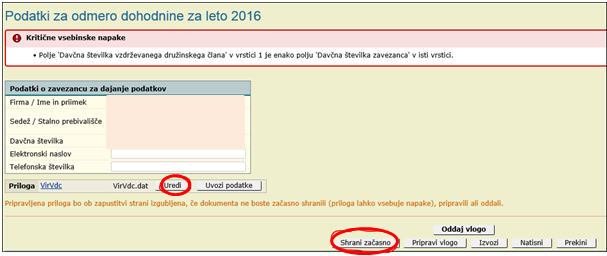 Podatki za odmero dohodnine za leto 2016
Kritične vsebinske napake
• Polje 'Davčna številka vzdrževanega družinskega člana' v vrstici 1 je enako polju 'Davčna številka zavezanca' v isti vrstici.
Podatki o zavezancu za dajanje podatkov
Firma / Ime in priimek
Sedež / Stalno prebivališče
Davčna številka
Elektronski naslov
Telefonska številka
Priloga VirVdc VirVdc.dat Uredi Uvozi podatke
Pripravljena priloga bo ob zapustitvi strani izgubljena, če dokumenta ne boste začasno shranili (priloga lahko vsebuje napake), pripravili ali oddali.
Oddaj vlogo
Shrani začasno Pripravi vlogo Izvozi Natisni Prekini